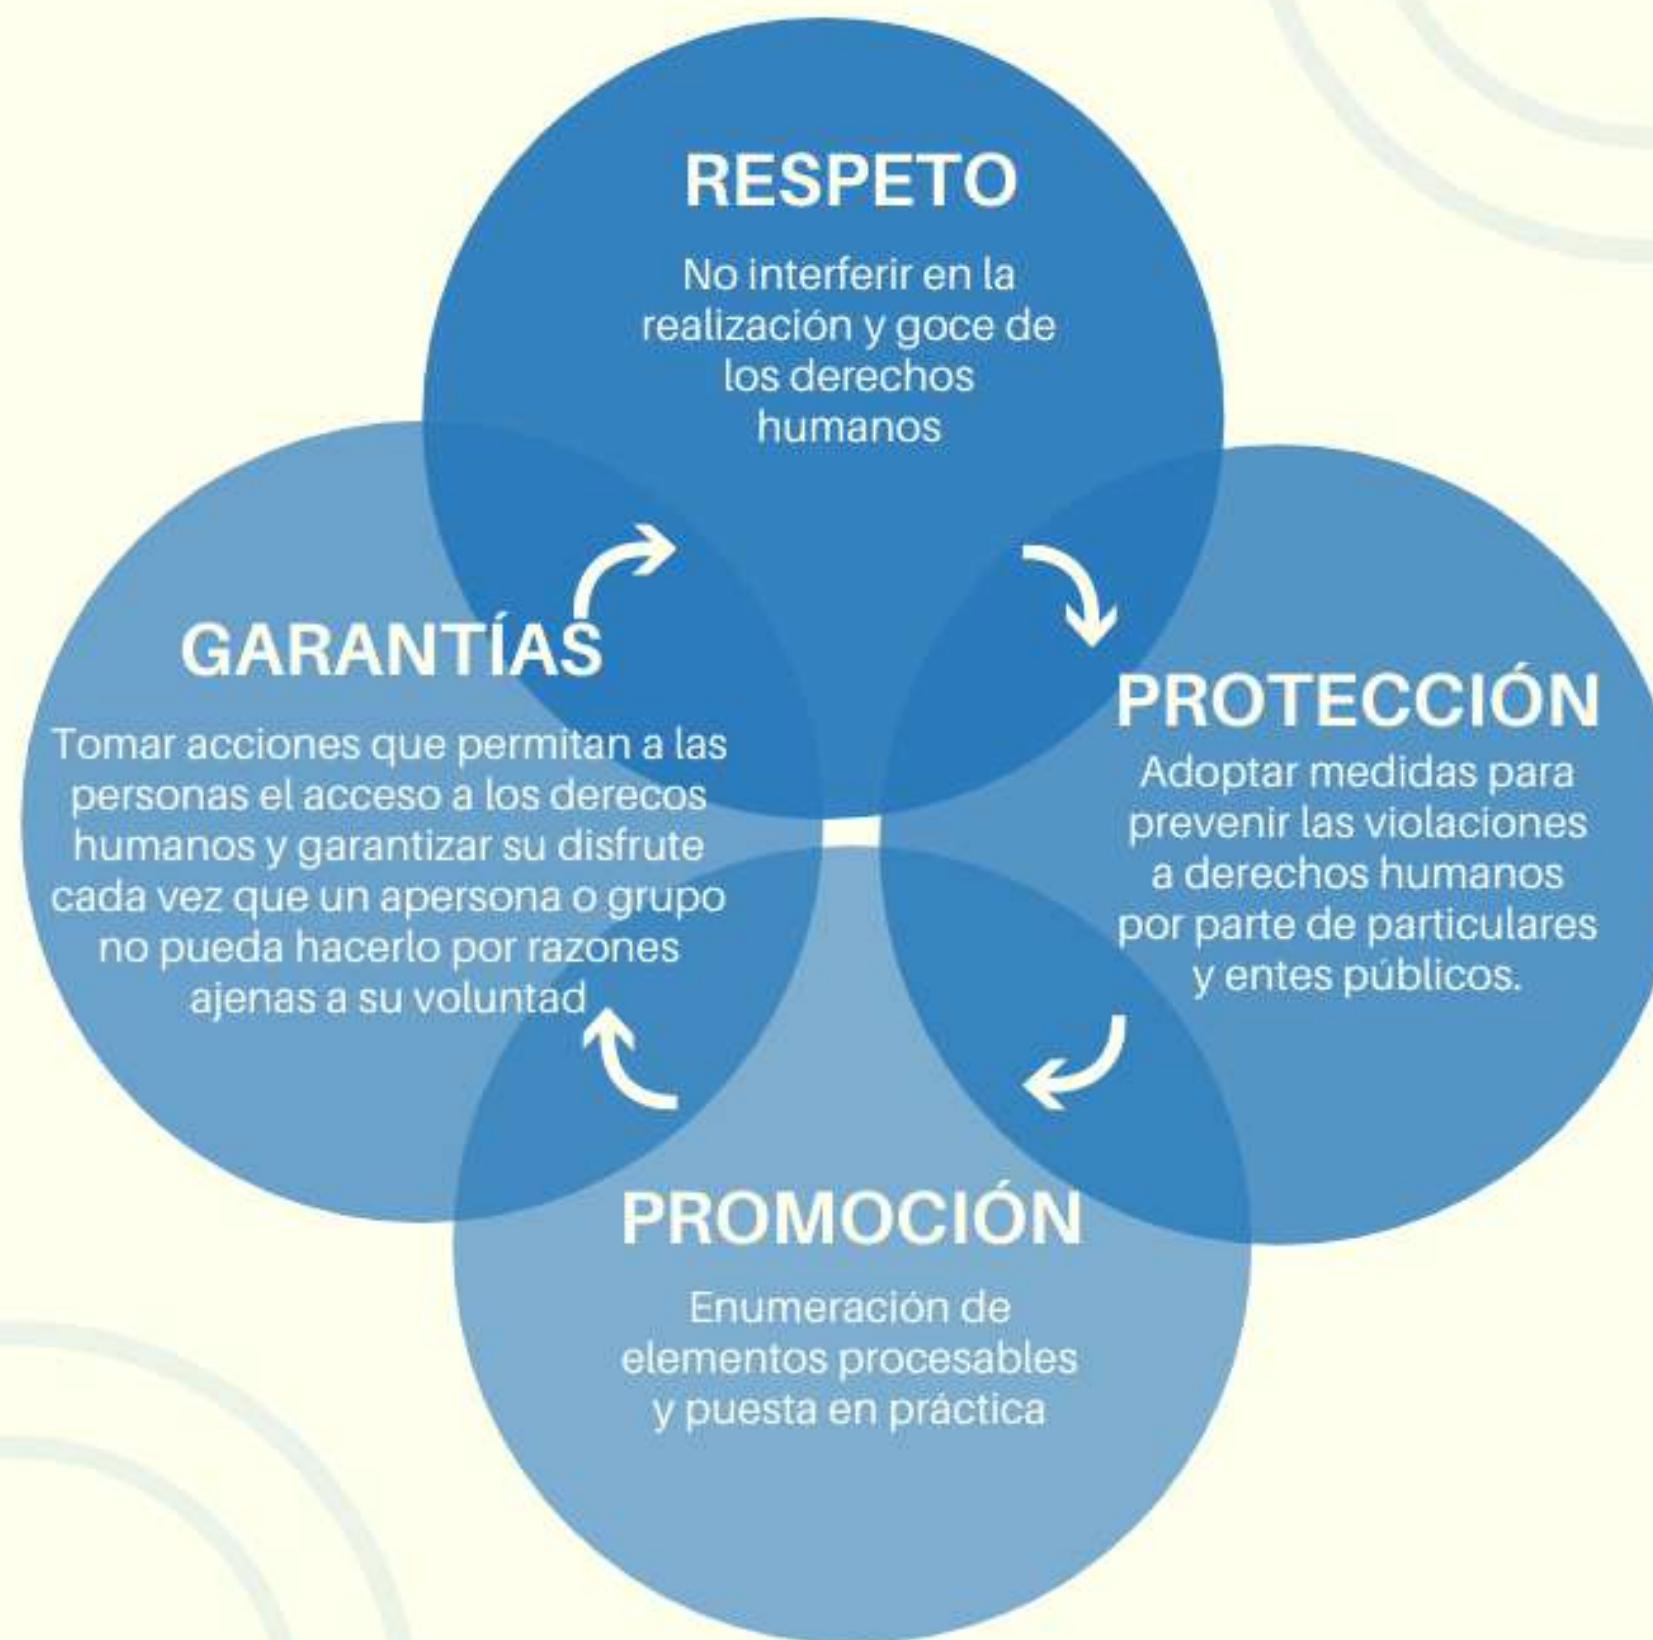 RESPETO
No interferir en la
realización y goce de
los derechos
humanos
PROTECCIÓN
Adoptar medidas para
prevenir las violaciones
a derechos humanos
por parte de particulares
y entes públicos.
PROMOCIÓN
Enumeración de
elementos procesables
y puesta en práctica
GARANTÍAS
Tomar acciones que permitan a las
personas el acceso a los derecos
humanos y garantizar su disfrute
cada vez que un apersona o grupo
no pueda hacerlo por razones
ajenas a su voluntad